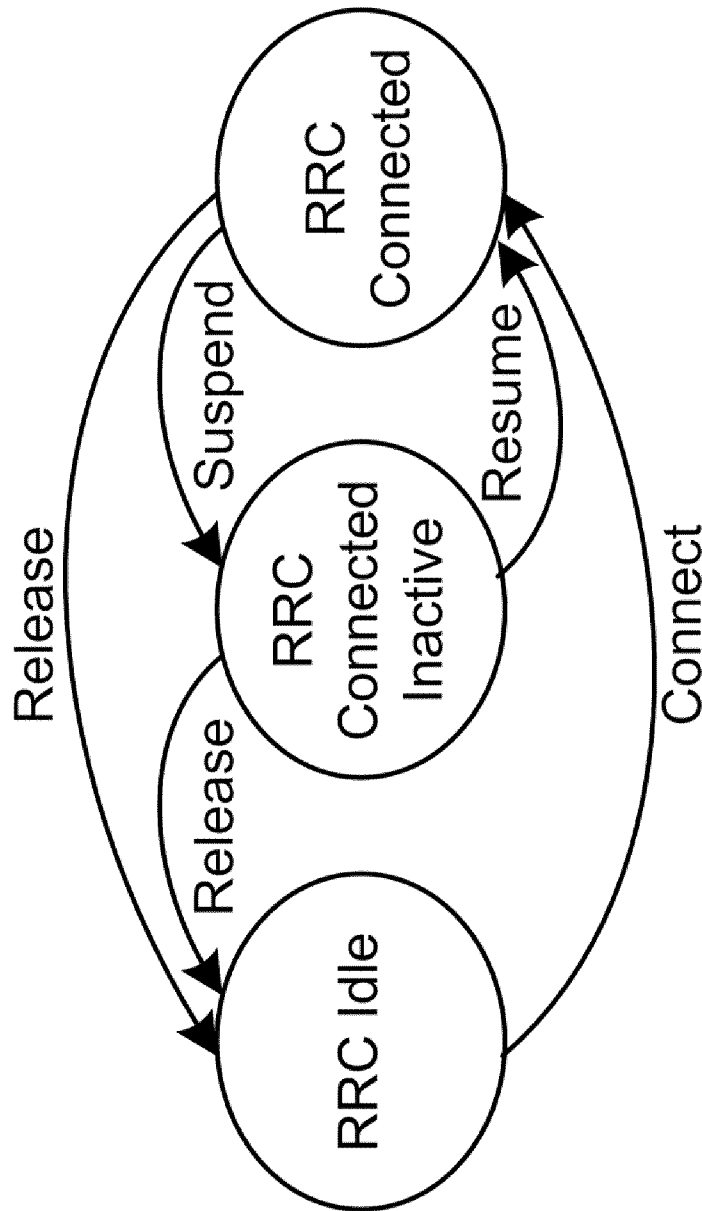 Release
Release
Suspend
RRC Idle
RRC
Connected
Inactive
RRC
Connected
Resume
Connect